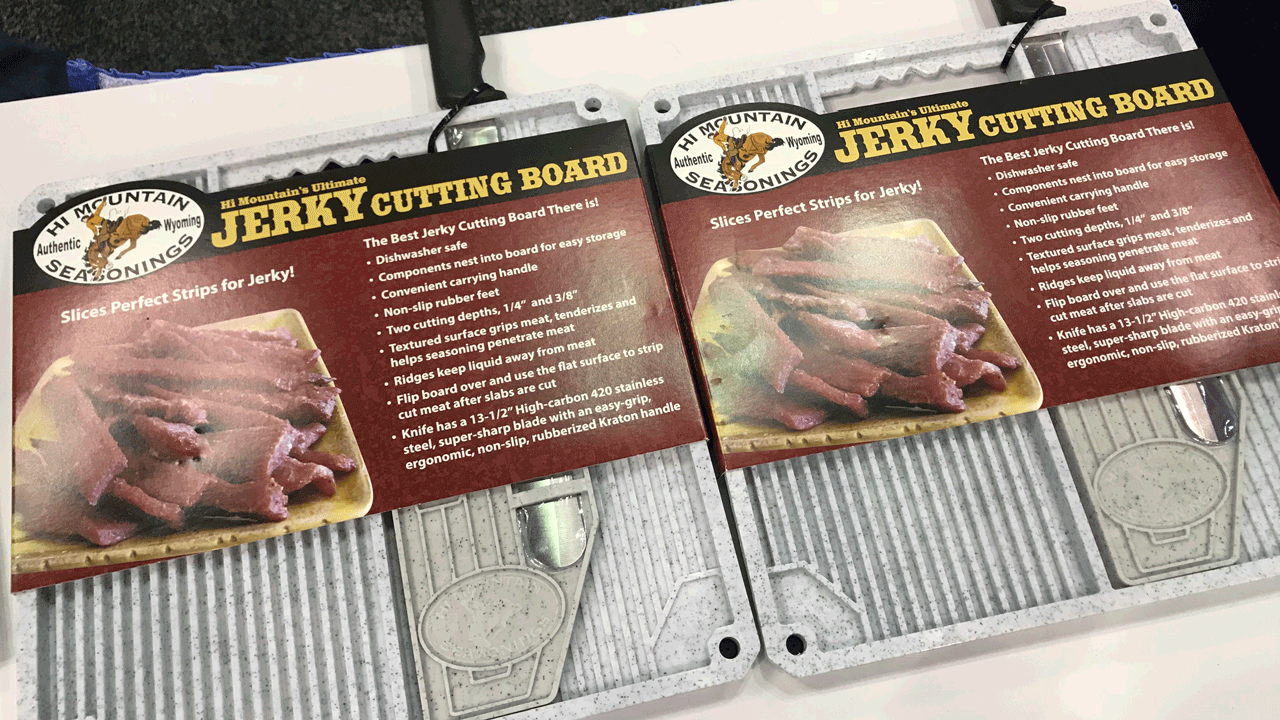 HI MOUNTAIN
Authentic Wyoming
SEASONINGS
Hi Mountain's Ultimate
JERKY CUTTING BOARD
Slices Perfect Strips for Jerky!
The Best Jerky Cutting Board There is!
• Dishwasher safe
• Components nest into board for easy storage
• Convenient carrying handle
• Non-slip rubber feet
• Two cutting depths, 1/4" and 3/8"
• Textured surface grips meat, tenderizes and
helps seasoning penetrate meat
• Ridges keep liquid away from meat
• Flip board over and use the flat surface to strip
cut meat after slabs are cut
• Knife has a 13-1/2" High-carbon 420 stainless
steel, super-sharp blade with an easy-grip,
ergonomic, non-slip, rubberized Kraton handle
HI MOUNTAIN
Authentic Wyoming
SEASONINGS
Hi Mountain's Ultimate
JERKY CUTTING BOARD
Slices Perfect Strips for Jerky!
The Best Jerky Cutting Board There is!
• Dishwasher safe
• Components nest into board for easy storage
• Convenient carrying handle
• Non-slip rubber feet
• Two cutting depths, 1/4" and 3/8"
• Textured surface grips meat, tenderizes and
helps seasoning penetrate meat
• Ridges keep liquid away from meat
• Flip board over and use the flat surface to
cut meat after slabs are cut
• Knife has a 13-1/2" High-carbon 420
steel, super-sharp blade with an
ergonomic, non-slip, rubberized Kraton